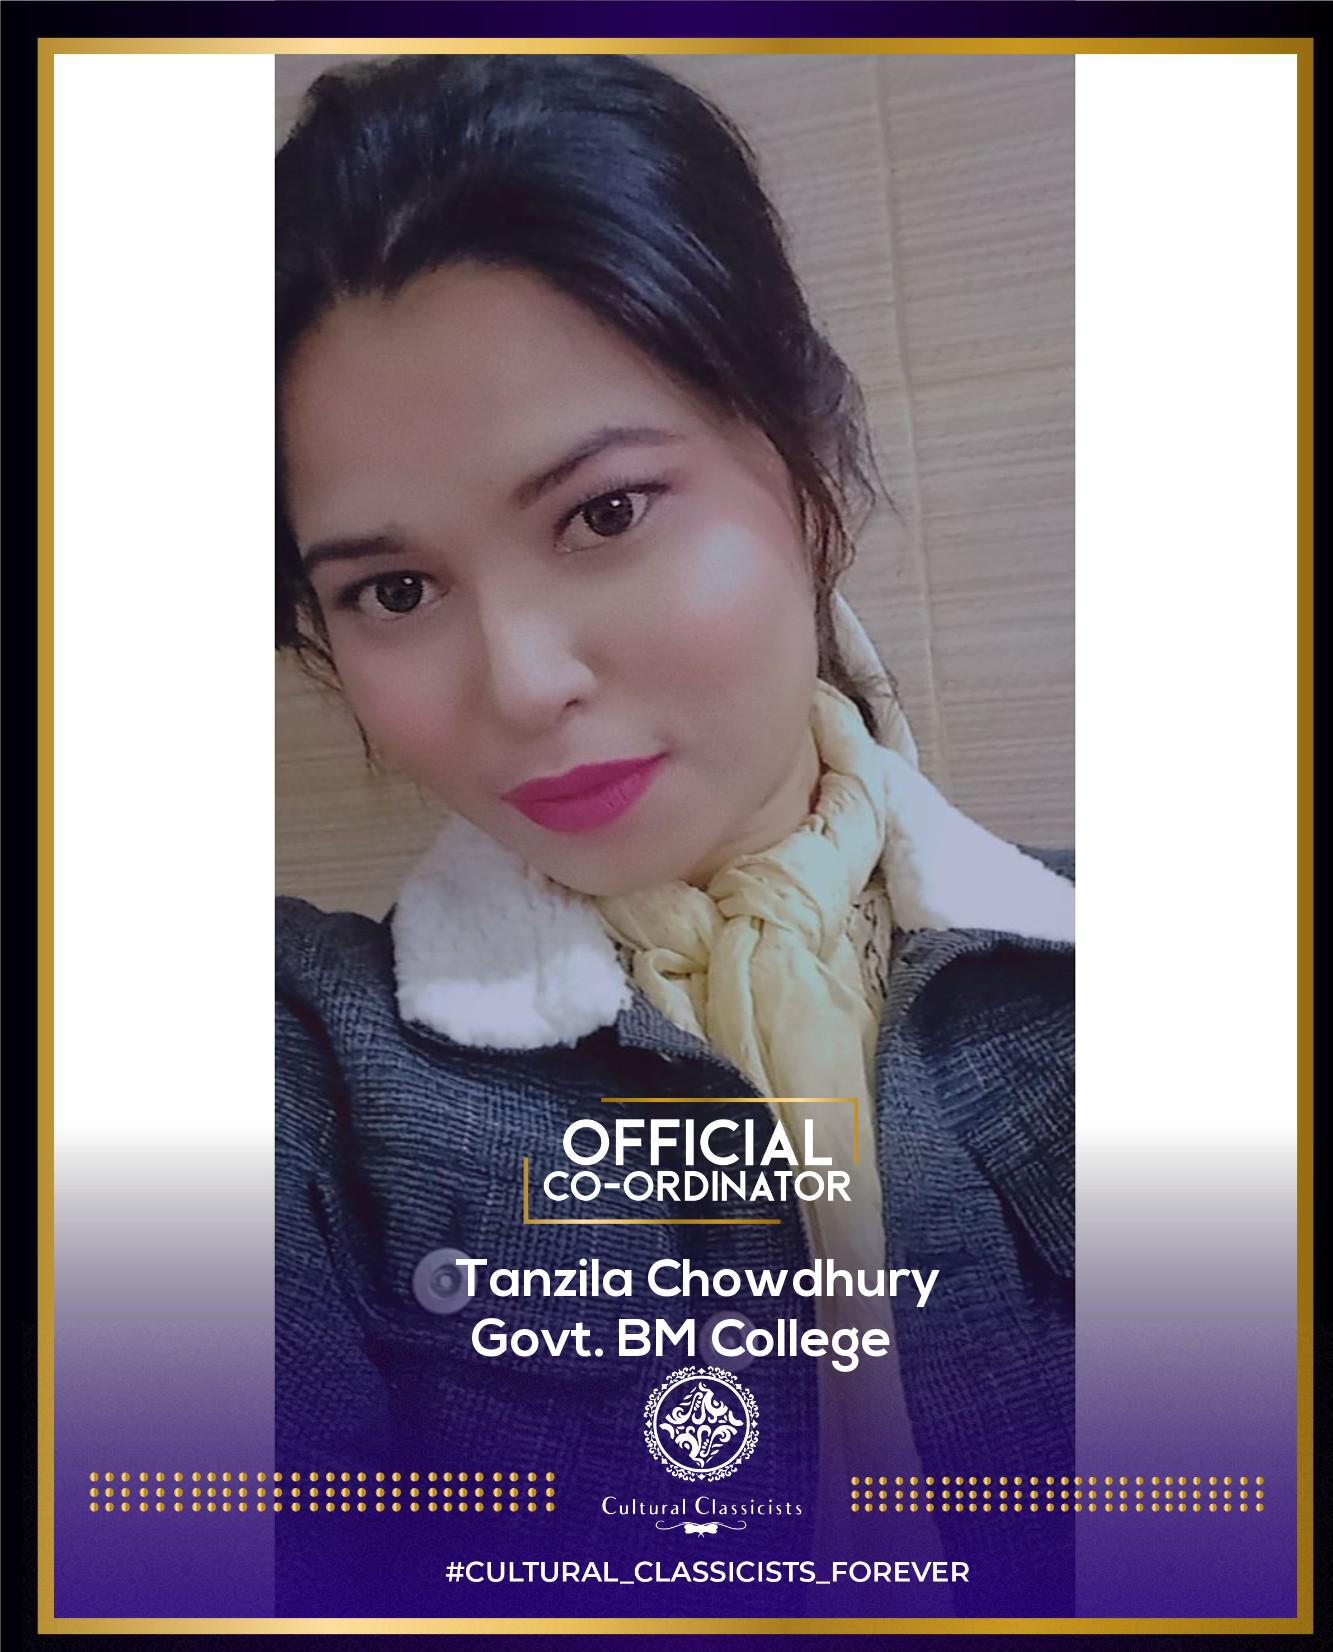 OFFICIAL
CO-ORDINATOR
Tanzila Chowdhury
Govt. BM College
Cultural Classicists
#CULTURAL_CLASSICISTS_FOREVER